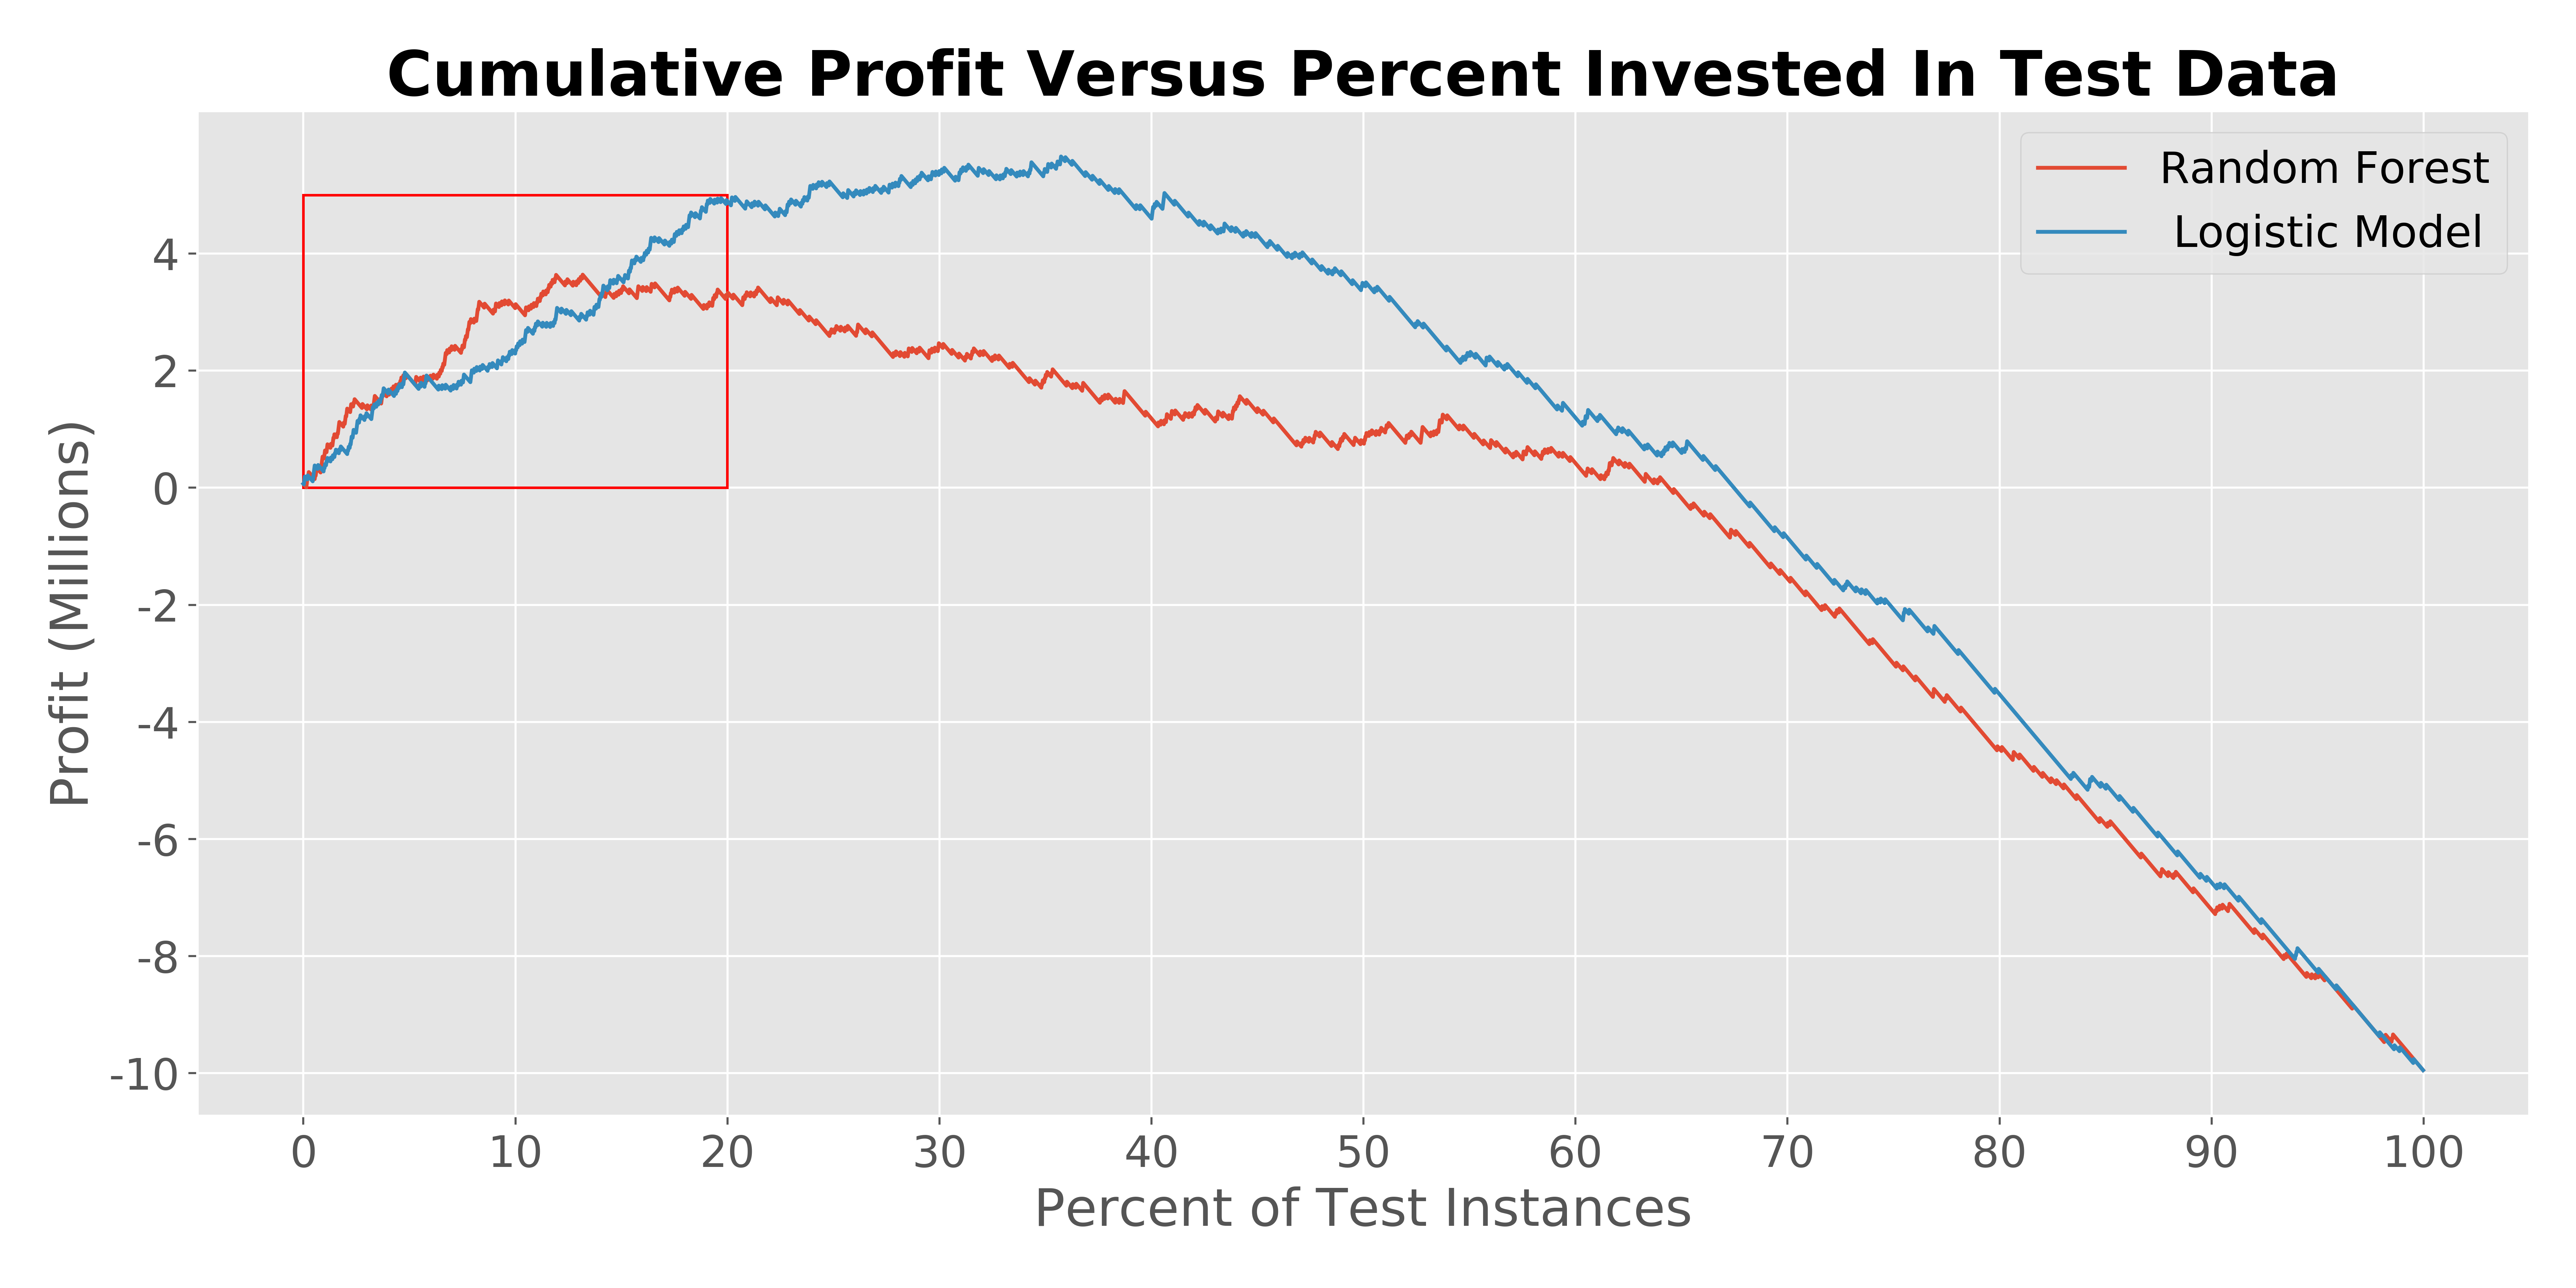 Cumulative Profit Versus Percent Invested In Test Data
Random Forest
Logistic Model
Profit (Millions)
4
2
0
-2
-4
-6
-8
-10
0 10 20 30 40 50 60 70 80 90 100
Percent of Test Instances